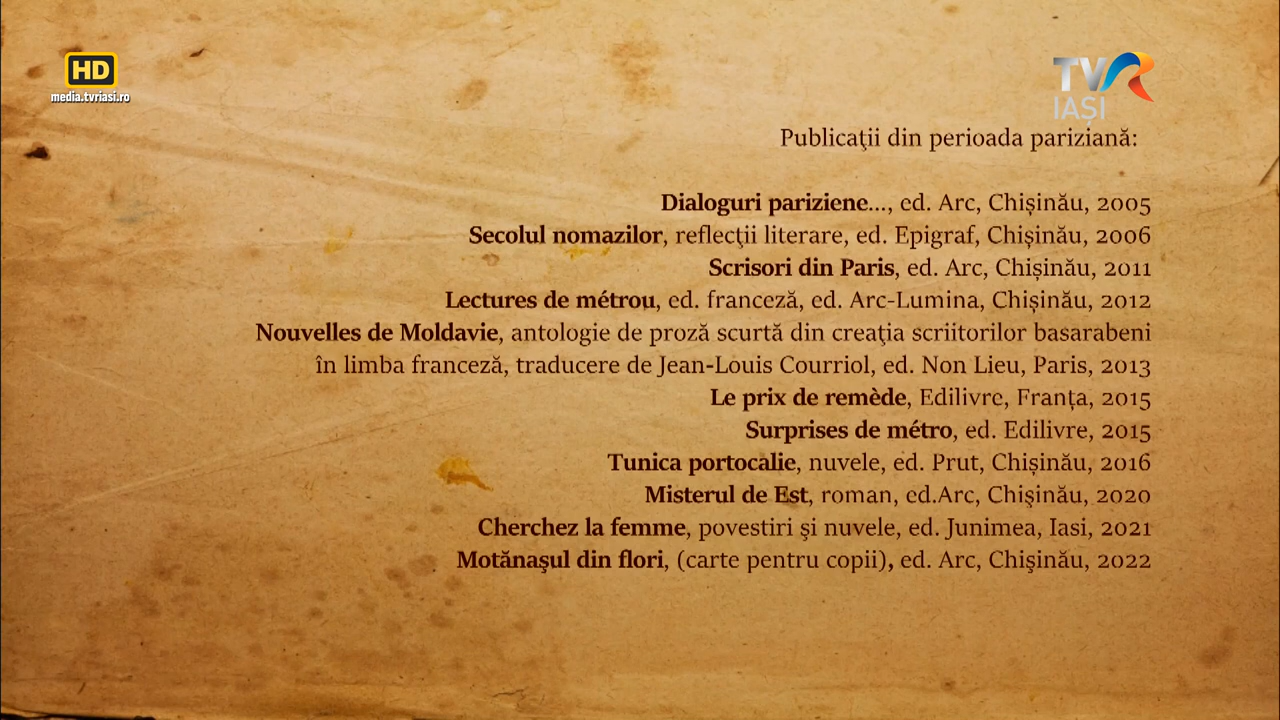 HD
media.tvriasi.ro
TVR
IAȘI
Publicaţii din perioada pariziană:
Dialoguri pariziene..., ed. Arc, Chișinău, 2005
Secolul nomazilor, reflecţii literare, ed. Epigraf, Chișinău, 2006
Scrisori din Paris, ed. Arc, Chișinău, 2011
Lectures de métrou, ed. franceză, ed. Arc-Lumina, Chișinău, 2012
Nouvelles de Moldavie, antologie de proză scurtă din creaţia scriitorilor basarabeni
în limba franceză, traducere de Jean-Louis Courriol, ed. Non Lieu, Paris, 2013
Le prix de remède, Edilivre, Franța, 2015
Surprises de métro, ed. Edilivre, 2015
Tunica portocalie, nuvele, ed. Prut, Chișinău, 2016
Misterul de Est, roman, ed.Arc, Chişinău, 2020
Cherchez la femme, povestiri şi nuvele, ed. Junimea, Iasi, 2021
Motănaşul din flori, (carte pentru copii), ed. Arc, Chişinău, 2022